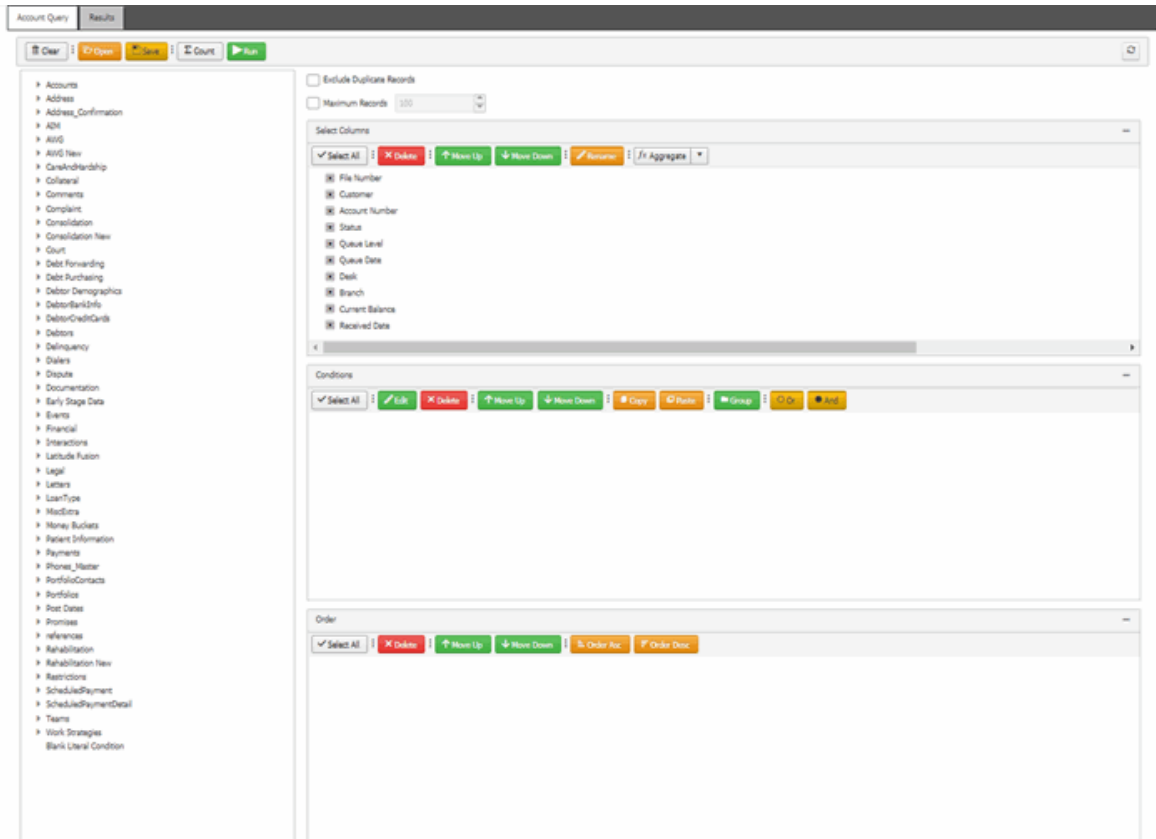 Account Query Results
Clear Open Save Σ Count Run
Accounts
Address
Address_Confirmation
AIM
AWG
AWG New
CareAndHardship
Collateral
Comments
Complaint
Consolidation
Consolidation New
Court
Debt Forwarding
Debt Purchasing
Debtor Demographics
DebtorBankInfo
DebtorCreditCards
Debtors
Delinquency
Dialers
Dispute
Documentation
Early Stage Data
Events
Financial
Interactions
Latitude Fusion
Legal
Letters
LoanType
MiscExtra
Money Buckets
Patient Information
Payments
Phones_Master
PortfolioContacts
Portfolios
Post Dates
Promises
references
Rehabilitation
Rehabilitation New
Restrictions
ScheduledPayment
ScheduledPaymentDetail
Teams
Work Strategies
Blank Literal Condition
Exclude Duplicate Records
Maximum Records 100
Select Columns
Select All Delete Move Up Move Down Rename fx Aggregate
File Number
Customer
Account Number
Status
Queue Level
Queue Date
Desk
Branch
Current Balance
Received Date
Conditions
Select All Edit Delete Move Up Move Down Copy Paste Group Or And
Order
Select All Delete Move Up Move Down Order Asc Order Desc